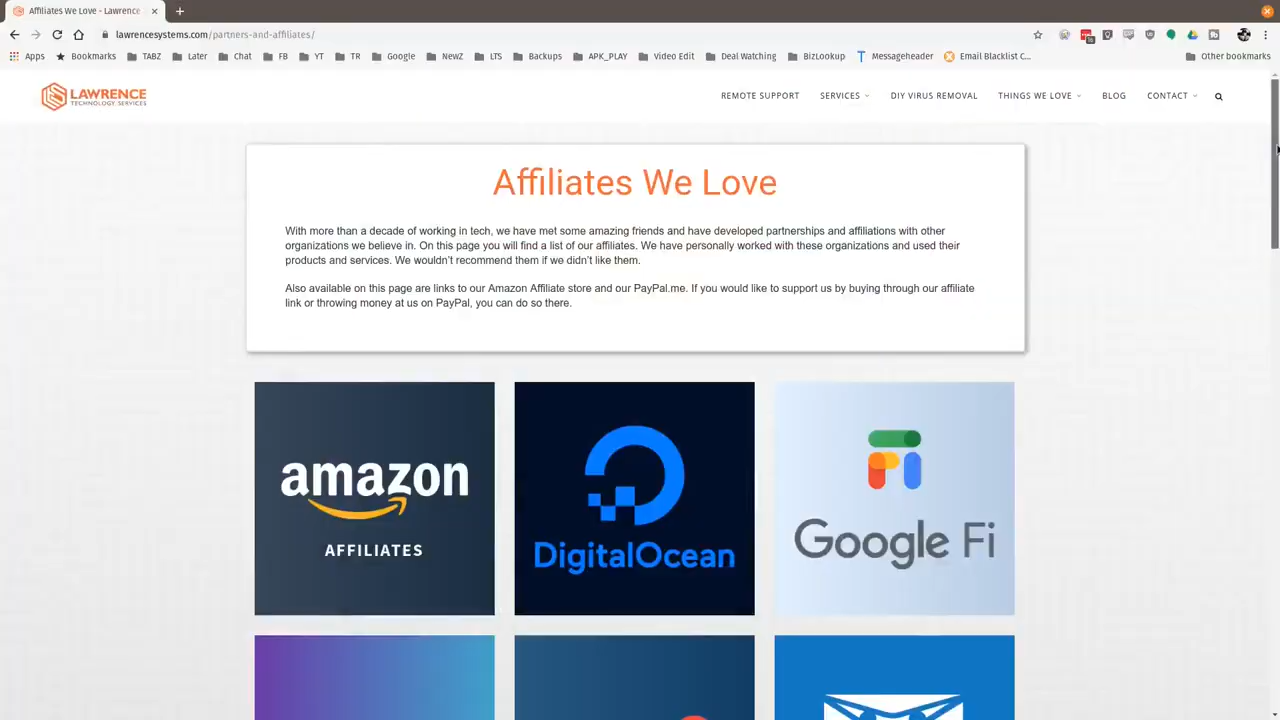 Affiliates We Love - Lawrence
lawrencesystems.com/partners-and-affiliates/
Apps Bookmarks TABZ Later Chat FB YT TR Google NewZ LTS Backups APK_PLAY Video Edit Deal Watching BizLookup Messageheader Email Blacklist C... Other bookmarks
LAWRENCE
TECHNOLOGY SERVICES
REMOTE SUPPORT SERVICES DIY VIRUS REMOVAL THINGS WE LOVE BLOG CONTACT
Affiliates We Love
With more than a decade of working in tech, we have met some amazing friends and have developed partnerships and affiliations with other
organizations we believe in. On this page you will find a list of our affiliates. We have personally worked with these organizations and used their
products and services. We wouldn't recommend them if we didn't like them.
Also available on this page are links to our Amazon Affiliate store and our PayPal.me. If you would like to support us by buying through our affiliate
link or throwing money at us on PayPal, you can do so there.
amazon
AFFILIATES
DigitalOcean
Google Fi